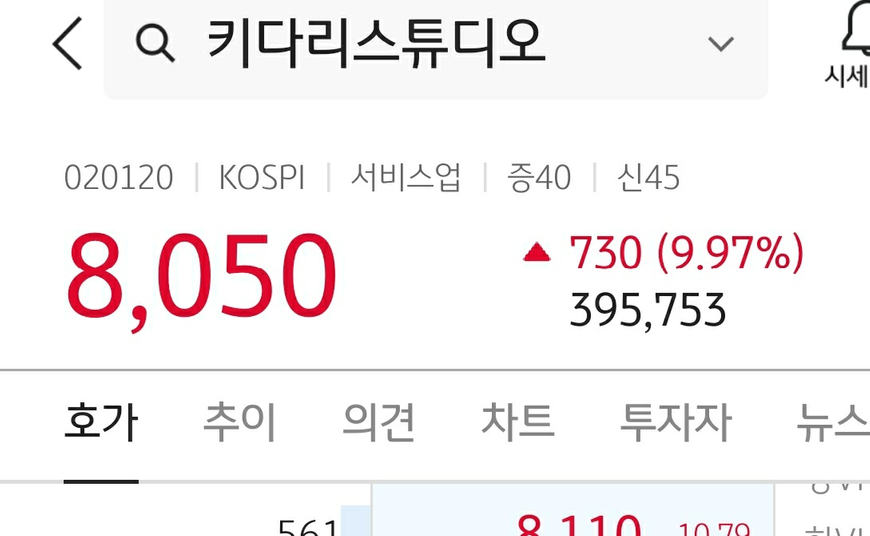 키다리스튜디오
시세
020120 | KOSPI | 서비스업 | 증40 | 신45
8,050 ▲ 730 (9.97%)
395,753
호가 추이 의견 차트 투자자 뉴스
561 8,110 10.79